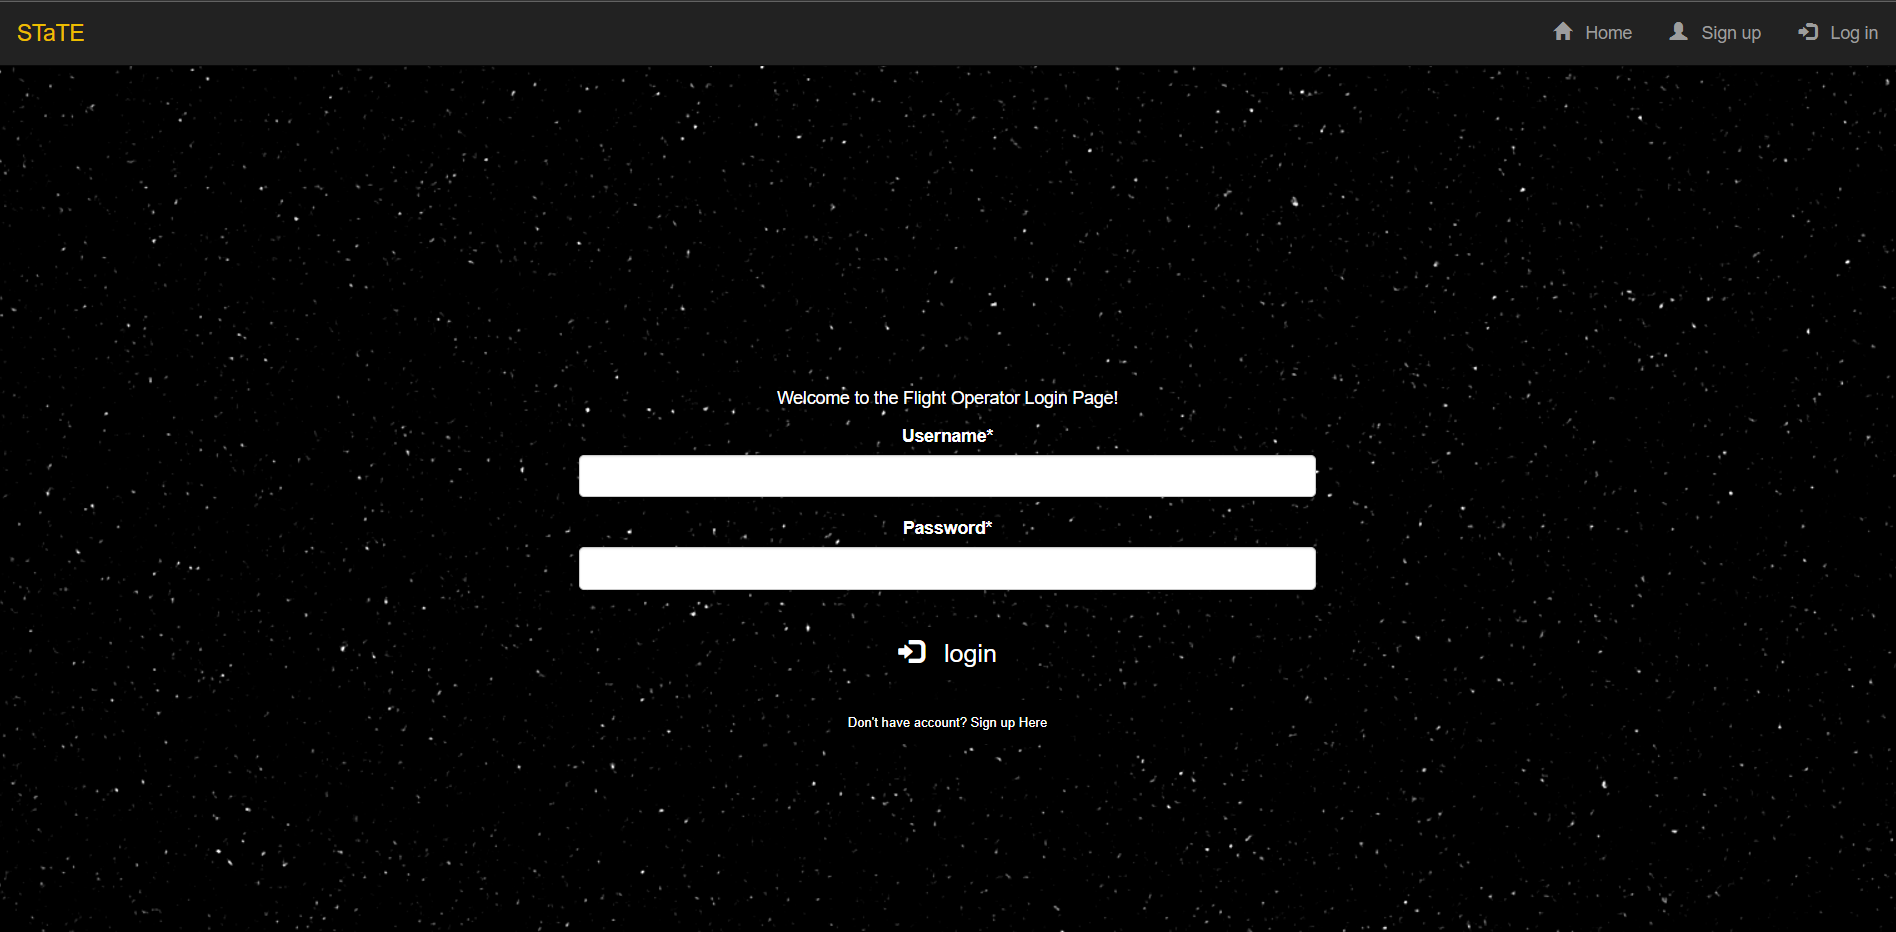 STaTE
Home
Sign up
Log in
Welcome to the Flight Operator Login Page!
Username*
Password*
login
Don't have account? Sign up Here